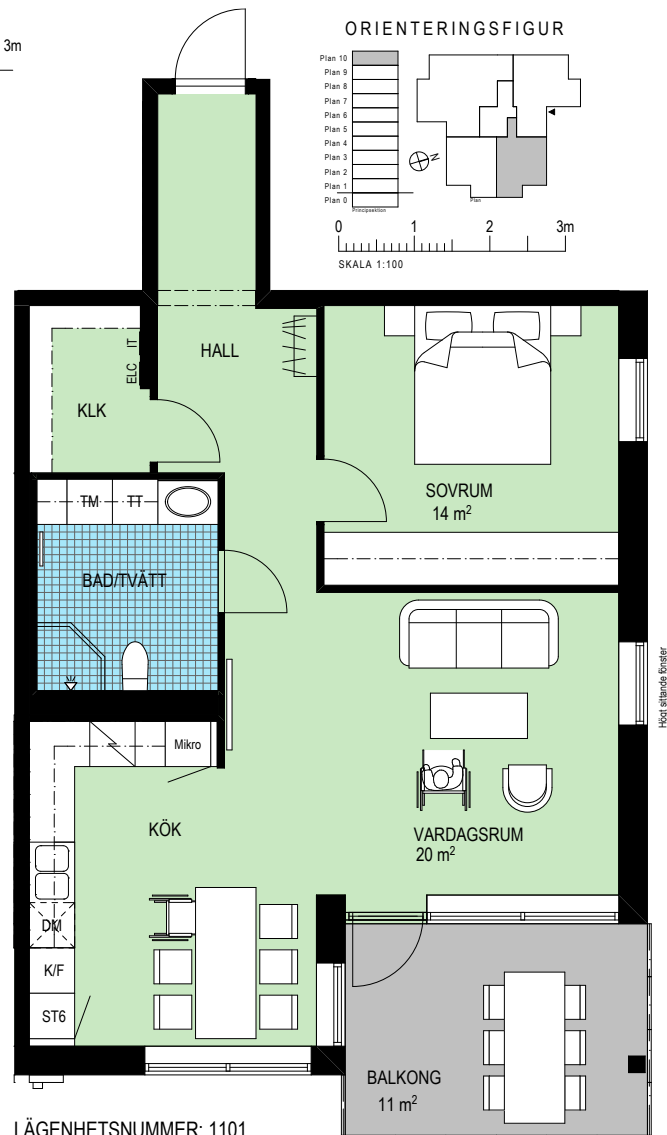 3m
ORIENTERINGSFIGUR
Plan 10
Plan 9
Plan 8
Plan 7
Plan 6
Plan 5
Plan 4
Plan 3
Plan 2
Plan 1
Plan 0
Principsektion
Plan
N
0 1 2 3m
SKALA 1:100
HALL
IT
ELC
KLK
SOVRUM
14 m²
TM TT
BAD/TVÄTT
Högt sittande fönster
Mikro
KÖK
VARDAGSRUM
20 m²
DM
K/F
ST6
BALKONG
11 m²
LÄGENHETSNUMMER: 1101